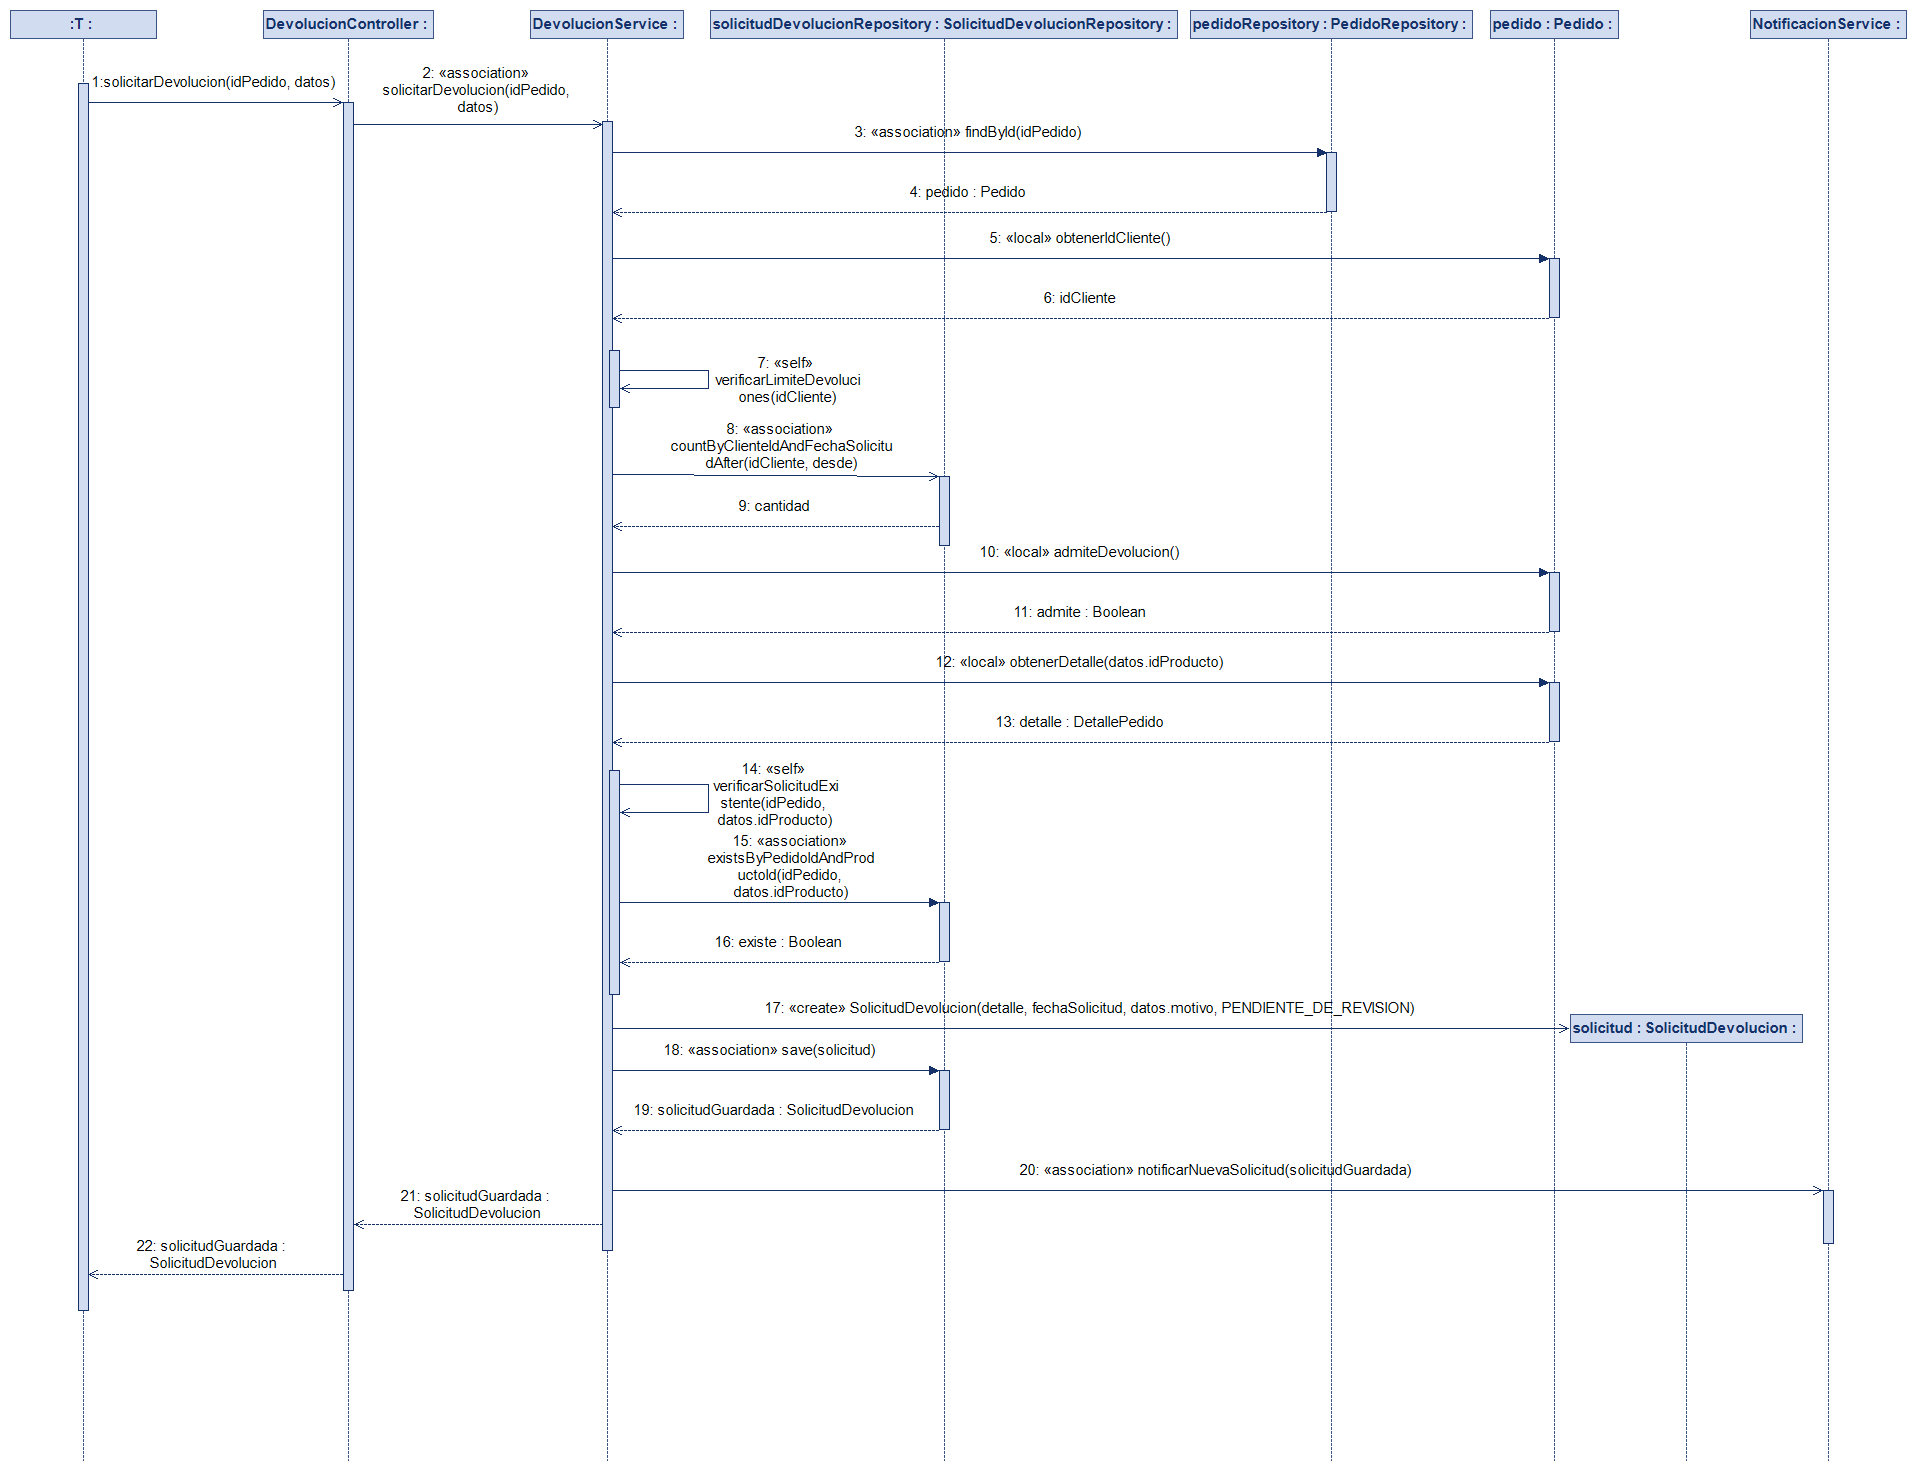 :T :
DevolucionController :
DevolucionService :
solicitudDevolucionRepository : SolicitudDevolucionRepository :
pedidoRepository : PedidoRepository :
pedido : Pedido :
NotificacionService :
1:solicitarDevolucion(idPedido, datos)
2: «association»
solicitarDevolucion(idPedido,
datos)
3: «association» findById(idPedido)
4: pedido : Pedido
5: «local» obtenerIdCliente()
6: idCliente
7: «self»
verificarLimiteDevoluci
ones(idCliente)
8: «association»
countByClienteIdAndFechaSolicitu
dAfter(idCliente, desde)
9: cantidad
10: «local» admiteDevolucion()
11: admite : Boolean
12: «local» obtenerDetalle(datos.idProducto)
13: detalle : DetallePedido
14: «self»
verificarSolicitudExi
stente(idPedido,
datos.idProducto)
15: «association»
existsByPedidoIdAndProd
uctoId(idPedido,
datos.idProducto)
16: existe : Boolean
17: «create» SolicitudDevolucion(detalle, fechaSolicitud, datos.motivo, PENDIENTE_DE_REVISION)
solicitud : SolicitudDevolucion :
18: «association» save(solicitud)
19: solicitudGuardada : SolicitudDevolucion
20: «association» notificarNuevaSolicitud(solicitudGuardada)
21: solicitudGuardada :
SolicitudDevolucion
22: solicitudGuardada :
SolicitudDevolucion